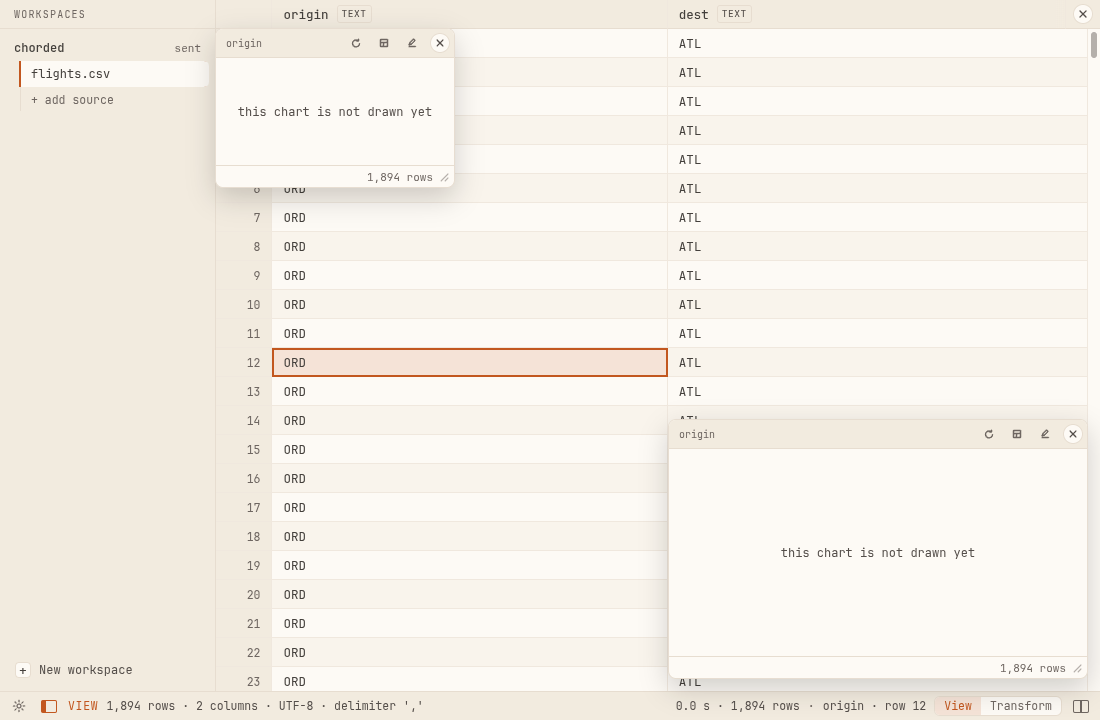 WORKSPACES
chorded sent
flights.csv
+ add source
+ New workspace
origin TEXT dest TEXT
origin
this chart is not drawn yet
1,894 rows
ATL
ATL
ATL
ATL
ATL
6 ORD ATL
7 ORD ATL
8 ORD ATL
9 ORD ATL
10 ORD ATL
11 ORD ATL
12 ORD ATL
13 ORD ATL
14 ORD ATL
15 ORD
16 ORD
17 ORD
18 ORD
19 ORD
20 ORD
21 ORD
22 ORD
23 ORD ATL
origin
this chart is not drawn yet
1,894 rows
VIEW 1,894 rows · 2 columns · UTF-8 · delimiter ','
0.0 s · 1,894 rows · origin · row 12 View Transform